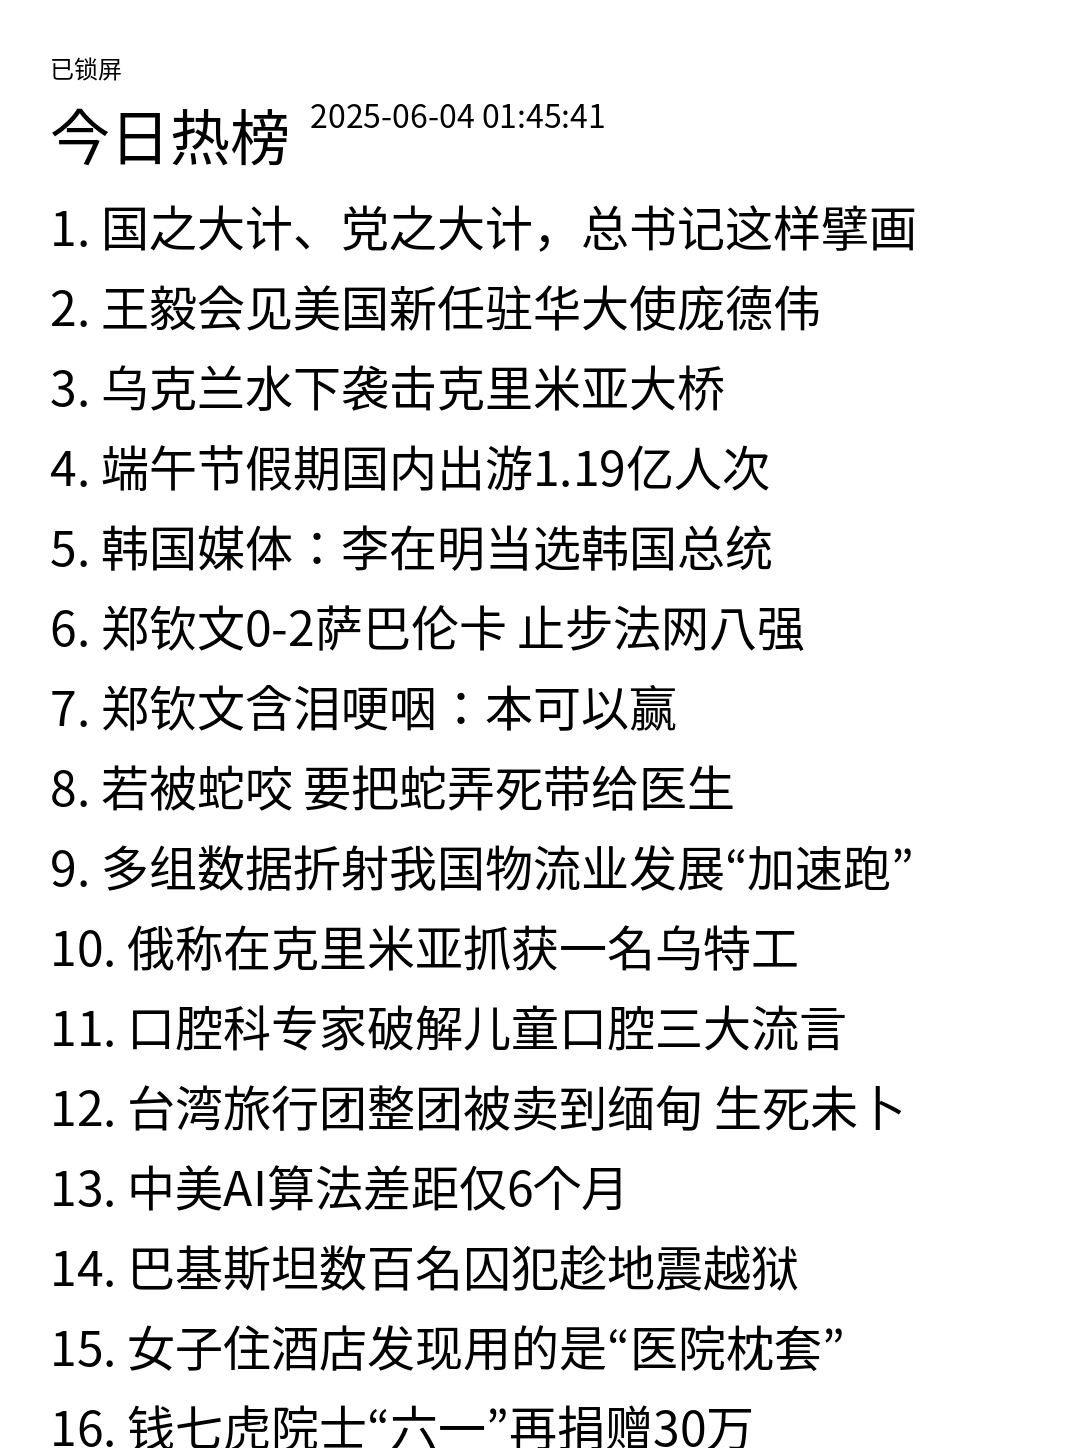 已锁屏
今日热榜 2025-06-04 01:45:41
1. 国之大计、党之大计，总书记这样擘画
2. 王毅会见美国新任驻华大使庞德伟
3. 乌克兰水下袭击克里米亚大桥
4. 端午节假期国内出游1.19亿人次
5. 韩国媒体：李在明当选韩国总统
6. 郑钦文0-2萨巴伦卡 止步法网八强
7. 郑钦文含泪哽咽：本可以赢
8. 若被蛇咬 要把蛇弄死带给医生
9. 多组数据折射我国物流业发展“加速跑”
10. 俄称在克里米亚抓获一名乌特工
11. 口腔科专家破解儿童口腔三大流言
12. 台湾旅行团整团被卖到缅甸 生死未卜
13. 中美AI算法差距仅6个月
14. 巴基斯坦数百名囚犯趁地震越狱
15. 女子住酒店发现用的是“医院枕套”
16. 钱七虎院士“六一”再捐赠30万